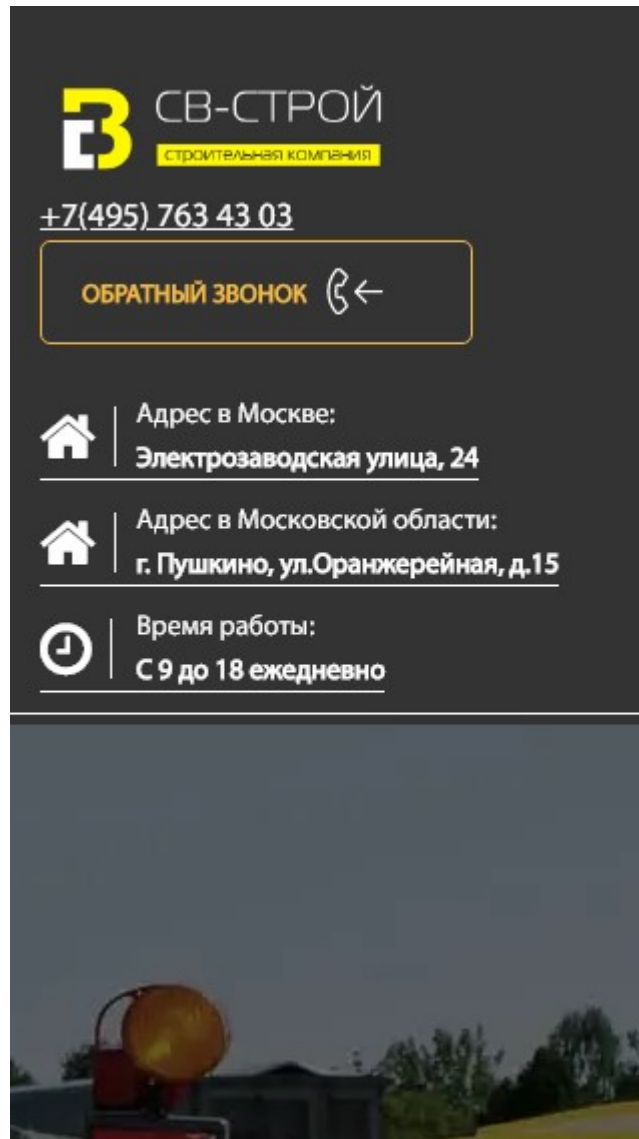 СВ-СТРОЙ
строительная компания
+7(495) 763 43 03
ОБРАТНЫЙ ЗВОНОК
Адрес в Москве:
Электрозаводская улица, 24
Адрес в Московской области:
г. Пушкино, ул.Оранжерейная, д.15
Время работы:
С 9 до 18 ежедневно